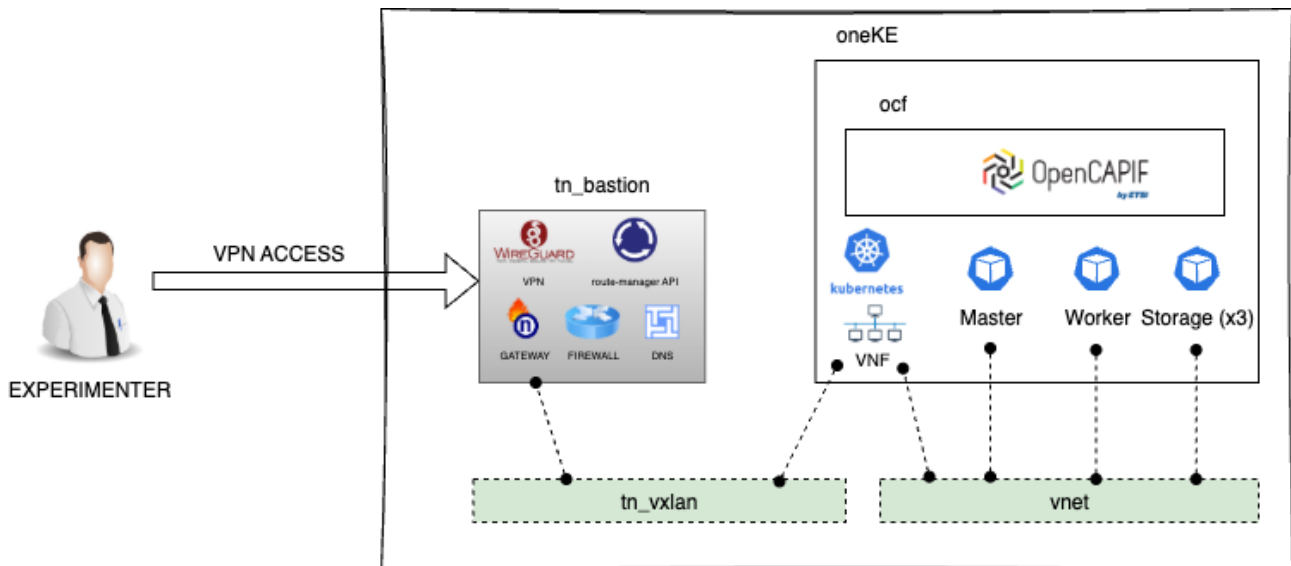 oneKE
ocf
OpenCAPIF
by ETSI
tn_bastion
WIREGUARD
VPN
route-manager API
VPN ACCESS
n
GATEWAY
FIREWALL
DNS
kubernetes
VNF
Master
Worker
Storage (x3)
EXPERIMENTER
tn_vxlan
vnet